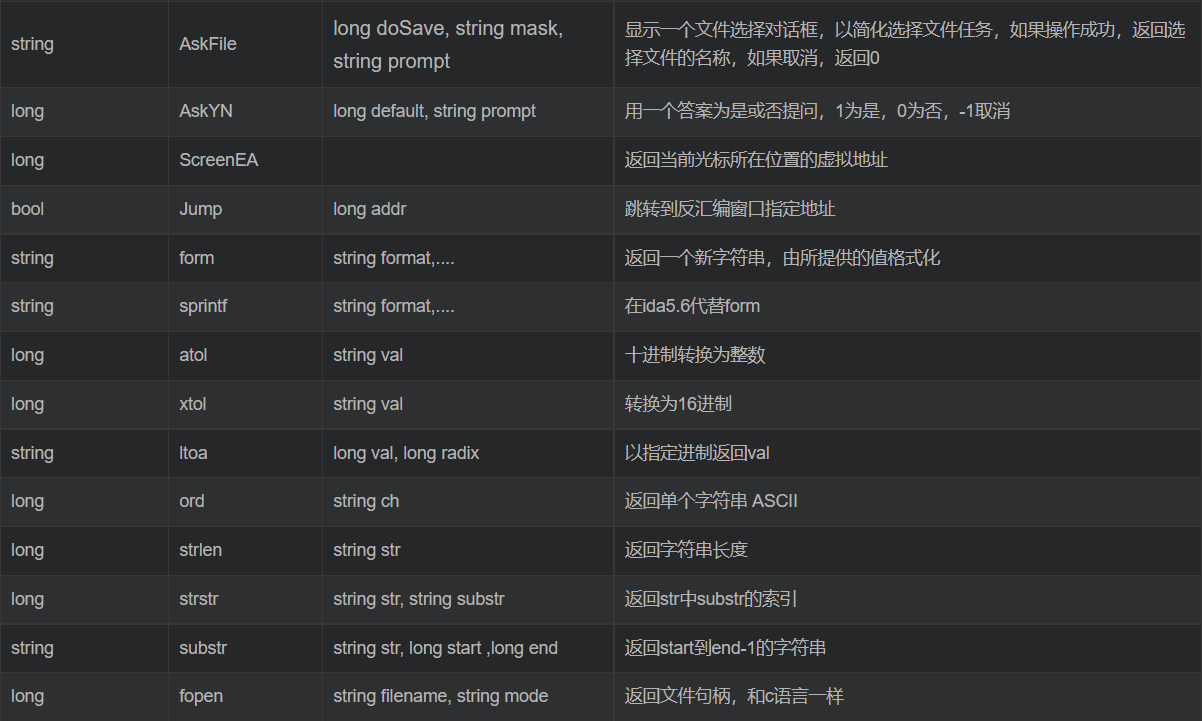 string AskFile long doSave, string mask, string prompt 显示一个文件选择对话框，以简化选择文件任务，如果操作成功，返回选择文件的名称，如果取消，返回0
long AskYN long default, string prompt 用一个答案为是或否提问，1为是，0为否，-1取消
long ScreenEA 返回当前光标所在位置的虚拟地址
bool Jump long addr 跳转到反汇编窗口指定地址
string form string format,.... 返回一个新字符串，由所提供的值格式化
string sprintf string format,.... 在ida5.6代替form
long atol string val 十进制转换为整数
long xtol string val 转换为16进制
string ltoa long val, long radix 以指定进制返回val
long ord string ch 返回单个字符串 ASCII
long strlen string str 返回字符串长度
long strstr string str, string substr 返回str中substr的索引
string substr string str, long start ,long end 返回start到end-1的字符串
long fopen string filename, string mode 返回文件句柄，和c语言一样